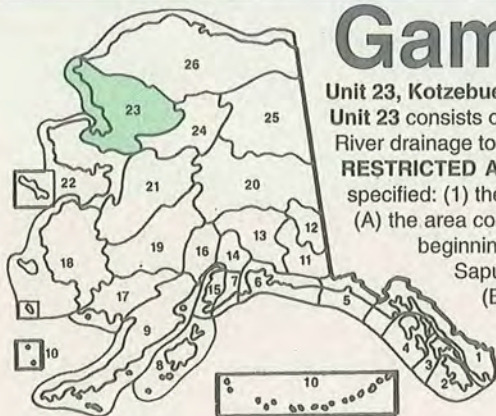 Gam
Unit 23, Kotzebue
Unit 23 consists o
River drainage to
RESTRICTED A
specified: (1) the
(A) the area co
beginnin
Sapu
(E
26
23
24
25
22
21
20
18
19
16
14
13
12
11
17
15
7
6
5
9
8
10
10
4
3
2
1